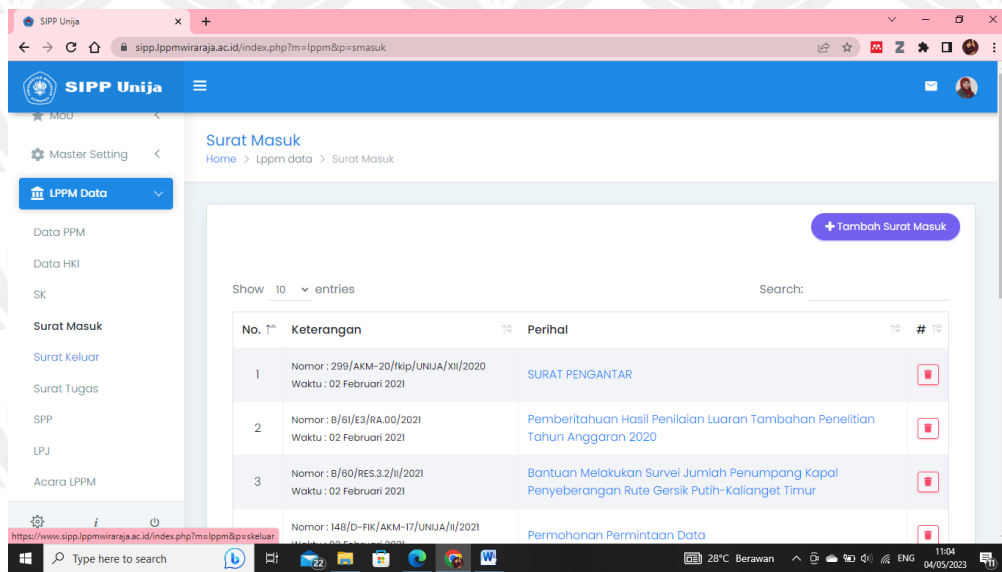 SIPP Unija
sipp.lppmwiraraja.ac.id/index.php?m=lppm&p=smasuk
SIPP Unija
MoU
Master Setting
LPPM Data
Data PPM
Data HKI
SK
Surat Masuk
Surat Keluar
Surat Tugas
SPP
LPJ
Acara LPPM
https://www.sipp.lppmwiraraja.ac.id/index.php?m=lppm&p=skeluar
Surat Masuk
Home > Lppm data > Surat Masuk
+ Tambah Surat Masuk
Show 10 entries
Search:
No. Keterangan Perihal #
1 Nomor : 299/AKM-20/fkip/UNIJA/XII/2020
Waktu : 02 Februari 2021
SURAT PENGANTAR
2 Nomor : B/61/E3/RA.00/2021
Waktu : 02 Februari 2021
Pemberitahuan Hasil Penilaian Luaran Tambahan Penelitian
Tahun Anggaran 2020
3 Nomor : B/60/RES.3.2/II/2021
Waktu : 02 Februari 2021
Bantuan Melakukan Survei Jumlah Penumpang Kapal
Penyeberangan Rute Gersik Putih-Kalianget Timur
Nomor : 148/D-FIK/AKM-17/UNIJA/II/2021
Permohonan Permintaan Data
Type here to search
22
28°C Berawan
ENG
11:04
04/05/2023